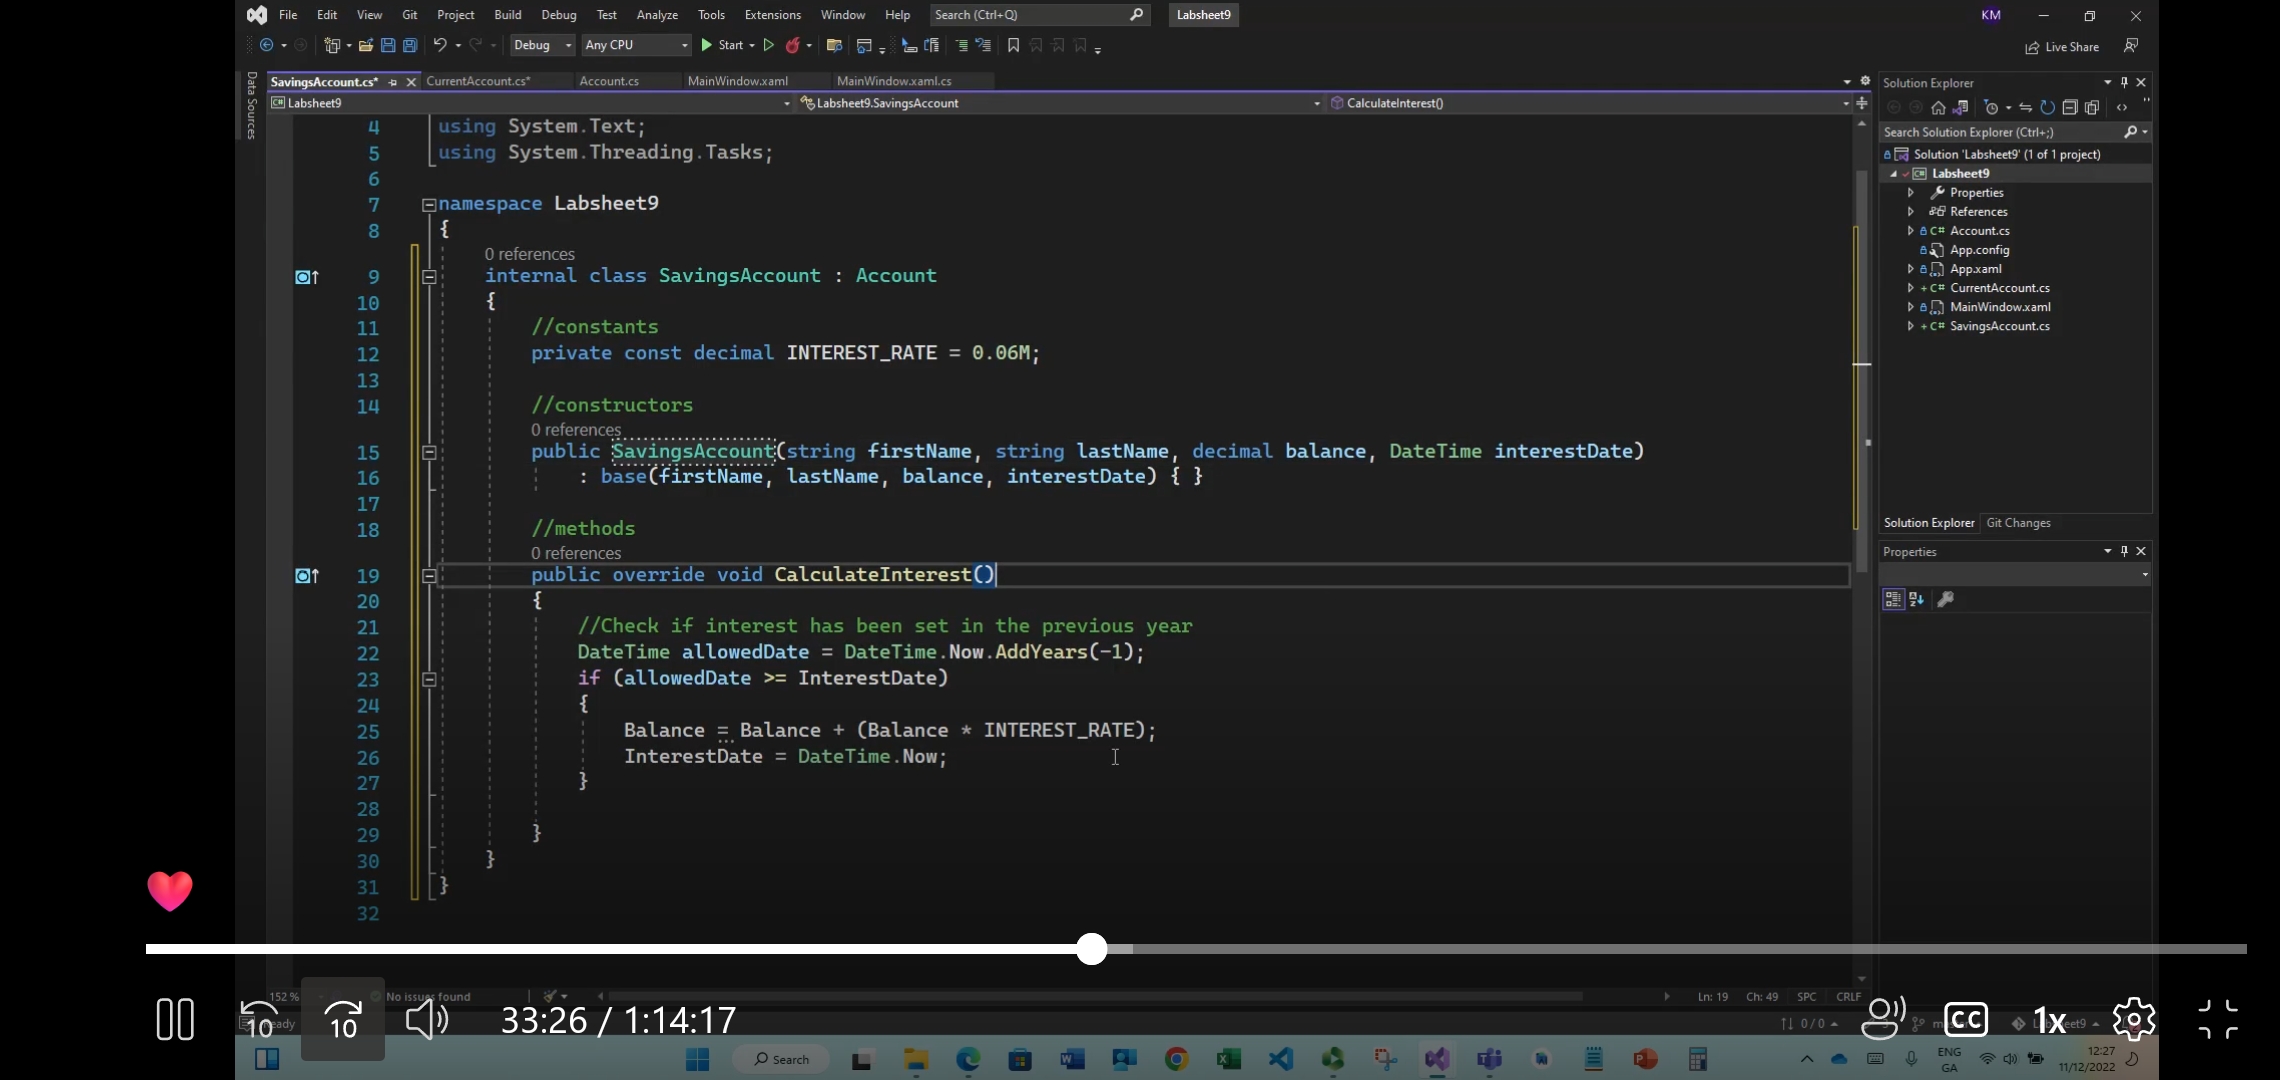 File Edit View Git Project Build Debug Test Analyze Tools Extensions Window Help Search (Ctrl+Q) Labsheet9 KM
Debug Any CPU Start Live Share
Data Sources
SavingsAccount.cs* CurrentAccount.cs* Account.cs MainWindow.xaml MainWindow.xaml.cs
Labsheet9 Labsheet9.SavingsAccount CalculateInterest()
4 using System.Text;
5 using System.Threading.Tasks;
6
7 namespace Labsheet9
8 {
0 references
9 internal class SavingsAccount : Account
10 {
11 //constants
12 private const decimal INTEREST_RATE = 0.06M;
13
14 //constructors
0 references
15 public SavingsAccount(string firstName, string lastName, decimal balance, DateTime interestDate)
16 : base(firstName, lastName, balance, interestDate) { }
17
18 //methods
0 references
19 public override void CalculateInterest()
20 {
21 //Check if interest has been set in the previous year
22 DateTime allowedDate = DateTime.Now.AddYears(-1);
23 if (allowedDate >= InterestDate)
24 {
25 Balance = Balance + (Balance * INTEREST_RATE);
26 InterestDate = DateTime.Now;
27 }
28
29 }
30 }
31 }
32
Solution Explorer
Search Solution Explorer (Ctrl+;)
Solution 'Labsheet9' (1 of 1 project)
Labsheet9
Properties
References
C# Account.cs
App.config
App.xaml
+ C# CurrentAccount.cs
MainWindow.xaml
+ C# SavingsAccount.cs
Solution Explorer Git Changes
Properties
152 % No issues found Ln: 19 Ch: 49 SPC CRLF
10 10 33:26 / 1:14:17 0 / 0 CC 1x
Search ENG GA 12:27 11/12/2022